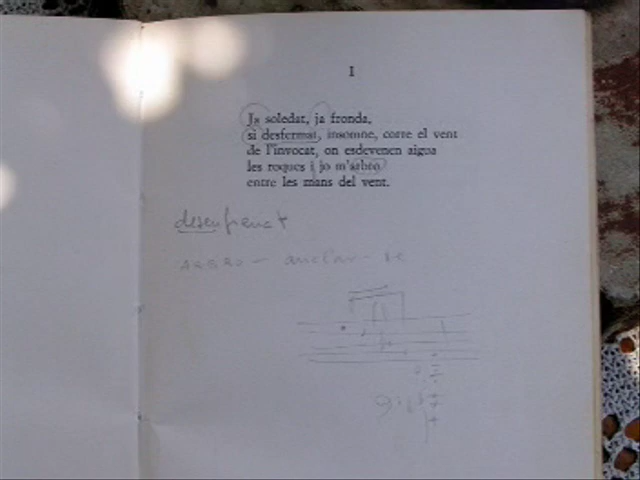 I
Ja soledat, ja fronda,
si desfermat, insomne, corre el vent
de l'invocat, on esdevenen aigua
les roques i jo m'arbro
entre les mans del vent.
desenfrenat
ARBRO -